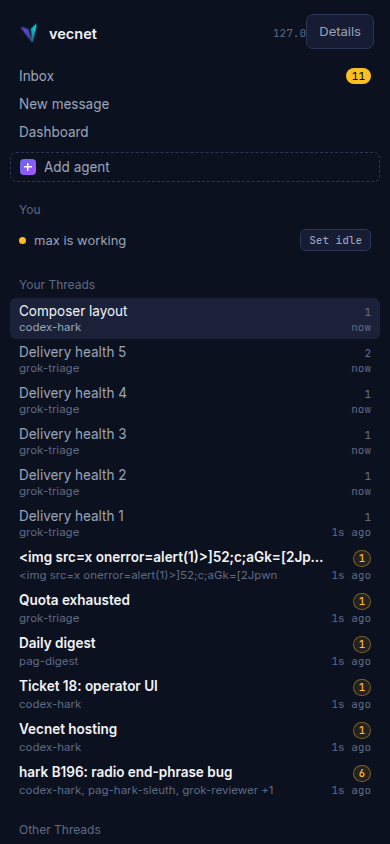 vecnet
127.0
Details
Inbox
11
New message
Dashboard
Add agent
You
max is working
Set idle
Your Threads
Composer layout
1
codex-hark
now
Delivery health 5
2
grok-triage
now
Delivery health 4
1
grok-triage
now
Delivery health 3
1
grok-triage
now
Delivery health 2
1
grok-triage
now
Delivery health 1
1
grok-triage
1s ago
<img src=x onerror=alert(1)>]52;c;aGk=[2Jp...
1
<img src=x onerror=alert(1)>]52;c;aGk=[2Jpwn
1s ago
Quota exhausted
1
grok-triage
1s ago
Daily digest
1
pag-digest
1s ago
Ticket 18: operator UI
1
codex-hark
1s ago
Vecnet hosting
1
codex-hark
1s ago
hark B196: radio end-phrase bug
6
codex-hark, pag-hark-sleuth, grok-reviewer +1
1s ago
Other Threads